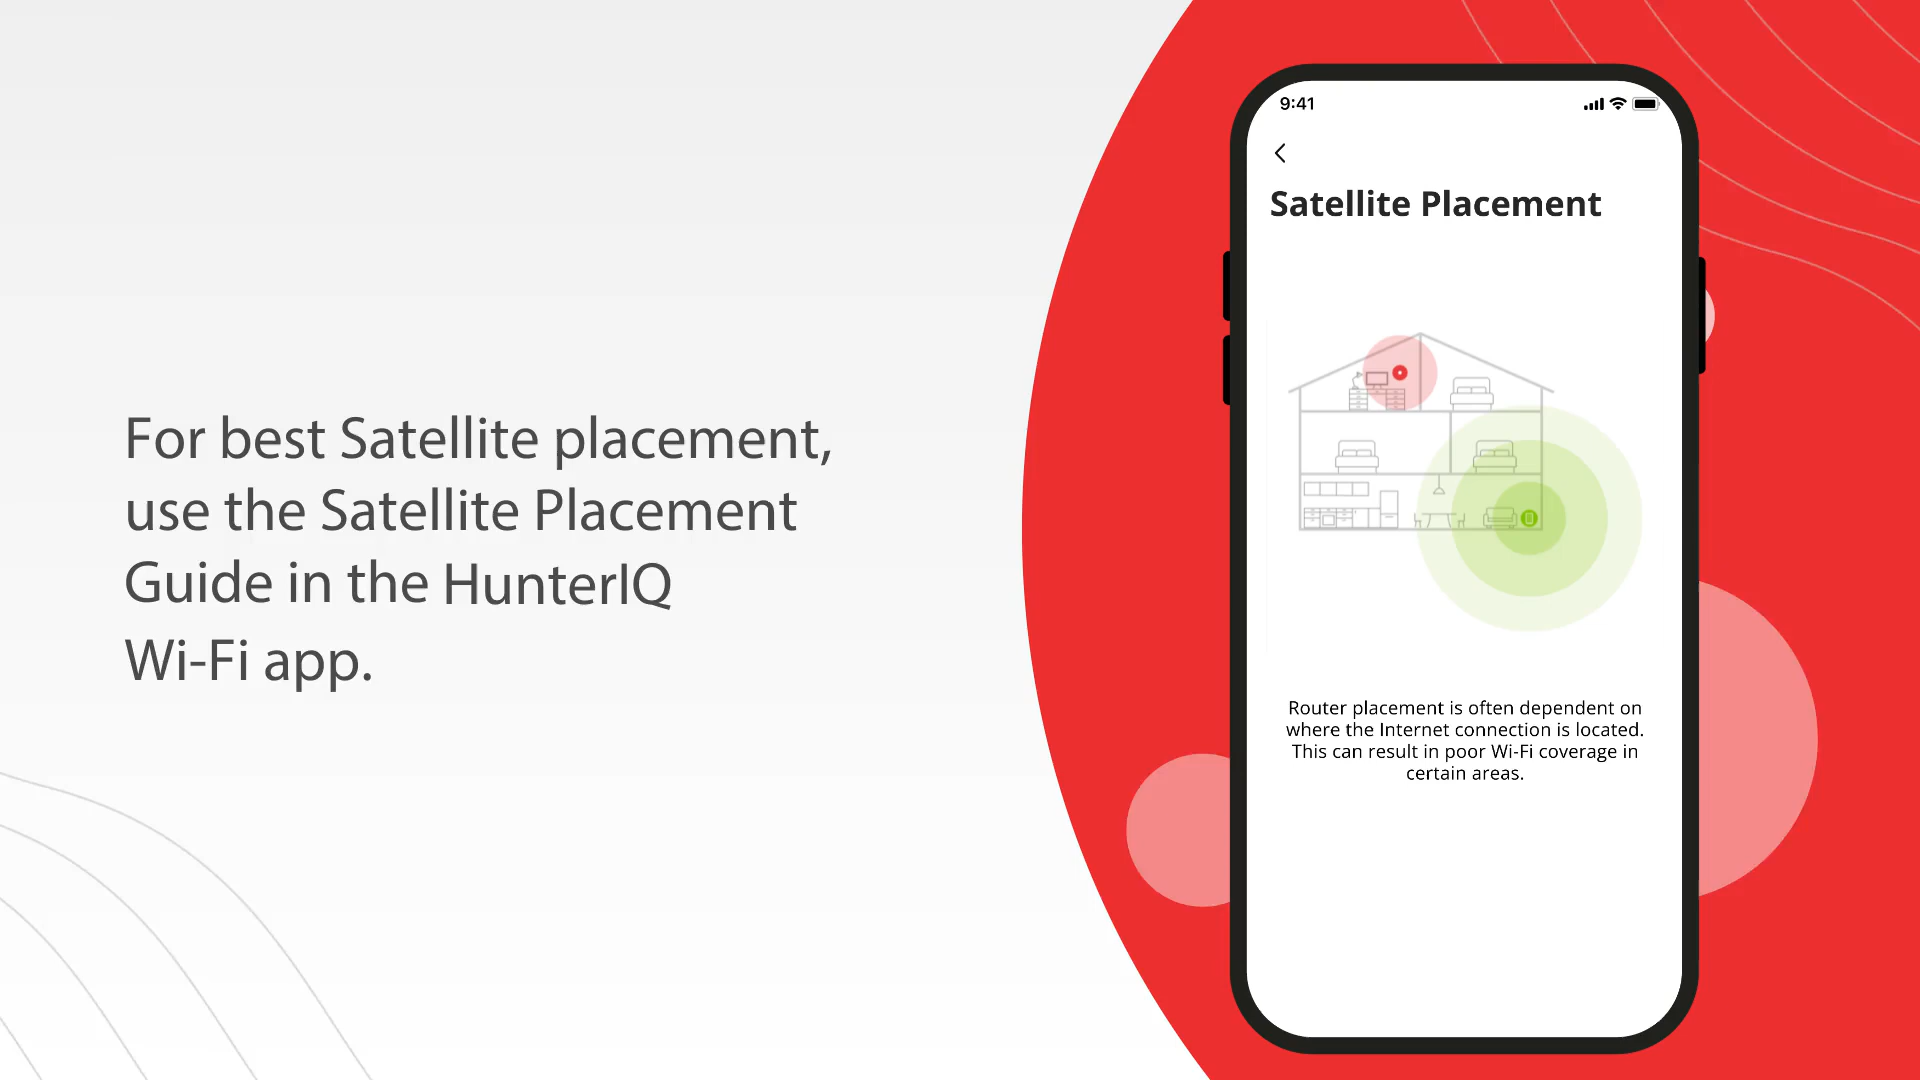 For best Satellite placement,
use the Satellite Placement
Guide in the HunterIQ
Wi-Fi app.
9:41
Satellite Placement
Router placement is often dependent on
where the Internet connection is located.
This can result in poor Wi-Fi coverage in
certain areas.